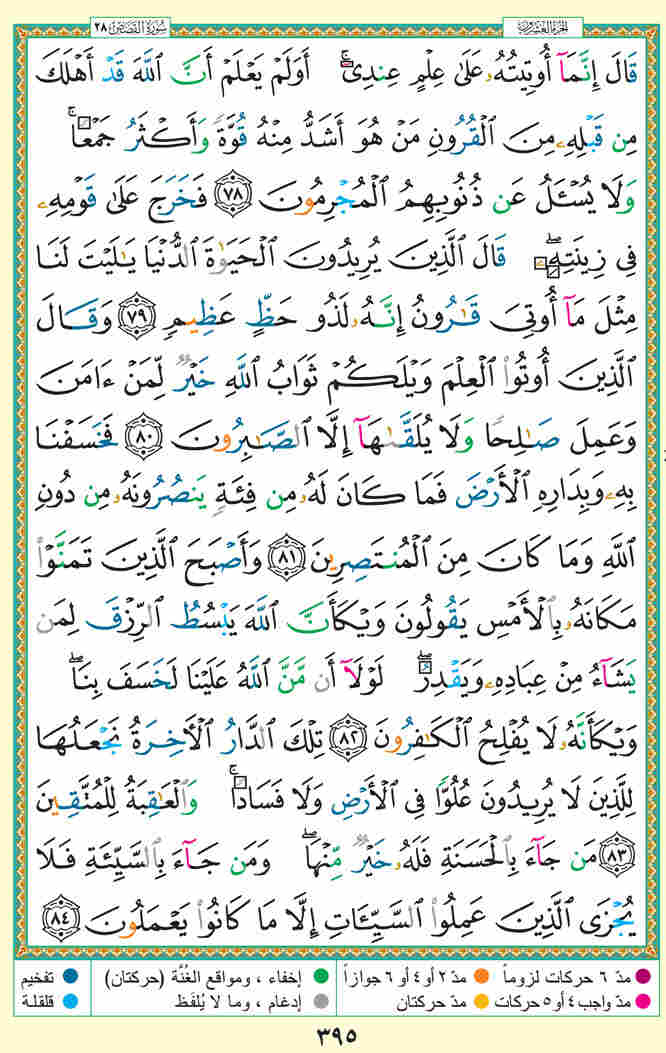 سُورَةُ القَصَصِ ٢٨
الجزء العشرون
قَالَ إِنَّمَآ أُوتِيتُهُۥ عَلَىٰ عِلْمٍ عِندِىٓ ۚ أَوَلَمْ يَعْلَمْ أَنَّ ٱللَّهَ قَدْ أَهْلَكَ
مِن قَبْلِهِۦ مِنَ ٱلْقُرُونِ مَنْ هُوَ أَشَدُّ مِنْهُ قُوَّةً وَأَكْثَرُ جَمْعًا ۚ
وَلَا يُسْـَٔلُ عَن ذُنُوبِهِمُ ٱلْمُجْرِمُونَ ٧٨ فَخَرَجَ عَلَىٰ قَوْمِهِۦ
فِى زِينَتِهِۦ ۖ قَالَ ٱلَّذِينَ يُرِيدُونَ ٱلْحَيَوٰةَ ٱلدُّنْيَا يَـٰلَيْتَ لَنَا
مِثْلَ مَآ أُوتِىَ قَـٰرُونُ إِنَّهُۥ لَذُو حَظٍّ عَظِيمٍ ٧٩ وَقَالَ
ٱلَّذِينَ أُوتُوا۟ ٱلْعِلْمَ وَيْلَكُمْ ثَوَابُ ٱللَّهِ خَيْرٌ لِّمَنْ ءَامَنَ
وَعَمِلَ صَـٰلِحًا وَلَا يُلَقَّىٰهَآ إِلَّا ٱلصَّـٰبِرُونَ ٨٠ فَخَسَفْنَا
بِهِۦ وَبِدَارِهِ ٱلْأَرْضَ فَمَا كَانَ لَهُۥ مِن فِئَةٍ يَنصُرُونَهُۥ مِن دُونِ
ٱللَّهِ وَمَا كَانَ مِنَ ٱلْمُنتَصِرِينَ ٨١ وَأَصْبَحَ ٱلَّذِينَ تَمَنَّوْا۟
مَكَانَهُۥ بِٱلْأَمْسِ يَقُولُونَ وَيْكَأَنَّ ٱللَّهَ يَبْسُطُ ٱلرِّزْقَ لِمَن
يَشَآءُ مِنْ عِبَادِهِۦ وَيَقْدِرُ ۖ لَوْلَآ أَن مَّنَّ ٱللَّهُ عَلَيْنَا لَخَسَفَ بِنَا ۖ
وَيْكَأَنَّهُۥ لَا يُفْلِحُ ٱلْكَـٰفِرُونَ ٨٢ تِلْكَ ٱلدَّارُ ٱلْأَخِرَةُ نَجْعَلُهَا
لِلَّذِينَ لَا يُرِيدُونَ عُلُوًّا فِى ٱلْأَرْضِ وَلَا فَسَادًا ۚ وَٱلْعَـٰقِبَةُ لِلْمُتَّقِينَ
٨٣ مَن جَآءَ بِٱلْحَسَنَةِ فَلَهُۥ خَيْرٌ مِّنْهَا ۖ وَمَن جَآءَ بِٱلسَّيِّئَةِ فَلَا
يُجْزَى ٱلَّذِينَ عَمِلُوا۟ ٱلسَّيِّـَٔاتِ إِلَّا مَا كَانُوا۟ يَعْمَلُونَ ٨٤
مدّ ٦ حركات لزوماً مدّ ٢ أو ٤ أو ٦ جوازاً إخفاء ، ومواقع الغُنَّة (حركتان) تفخيم
مدّ واجب ٤ أو ٥ حركات مدّ حركتان إدغام ، وما لا يُلفَظ قلقلة
٣٩٥